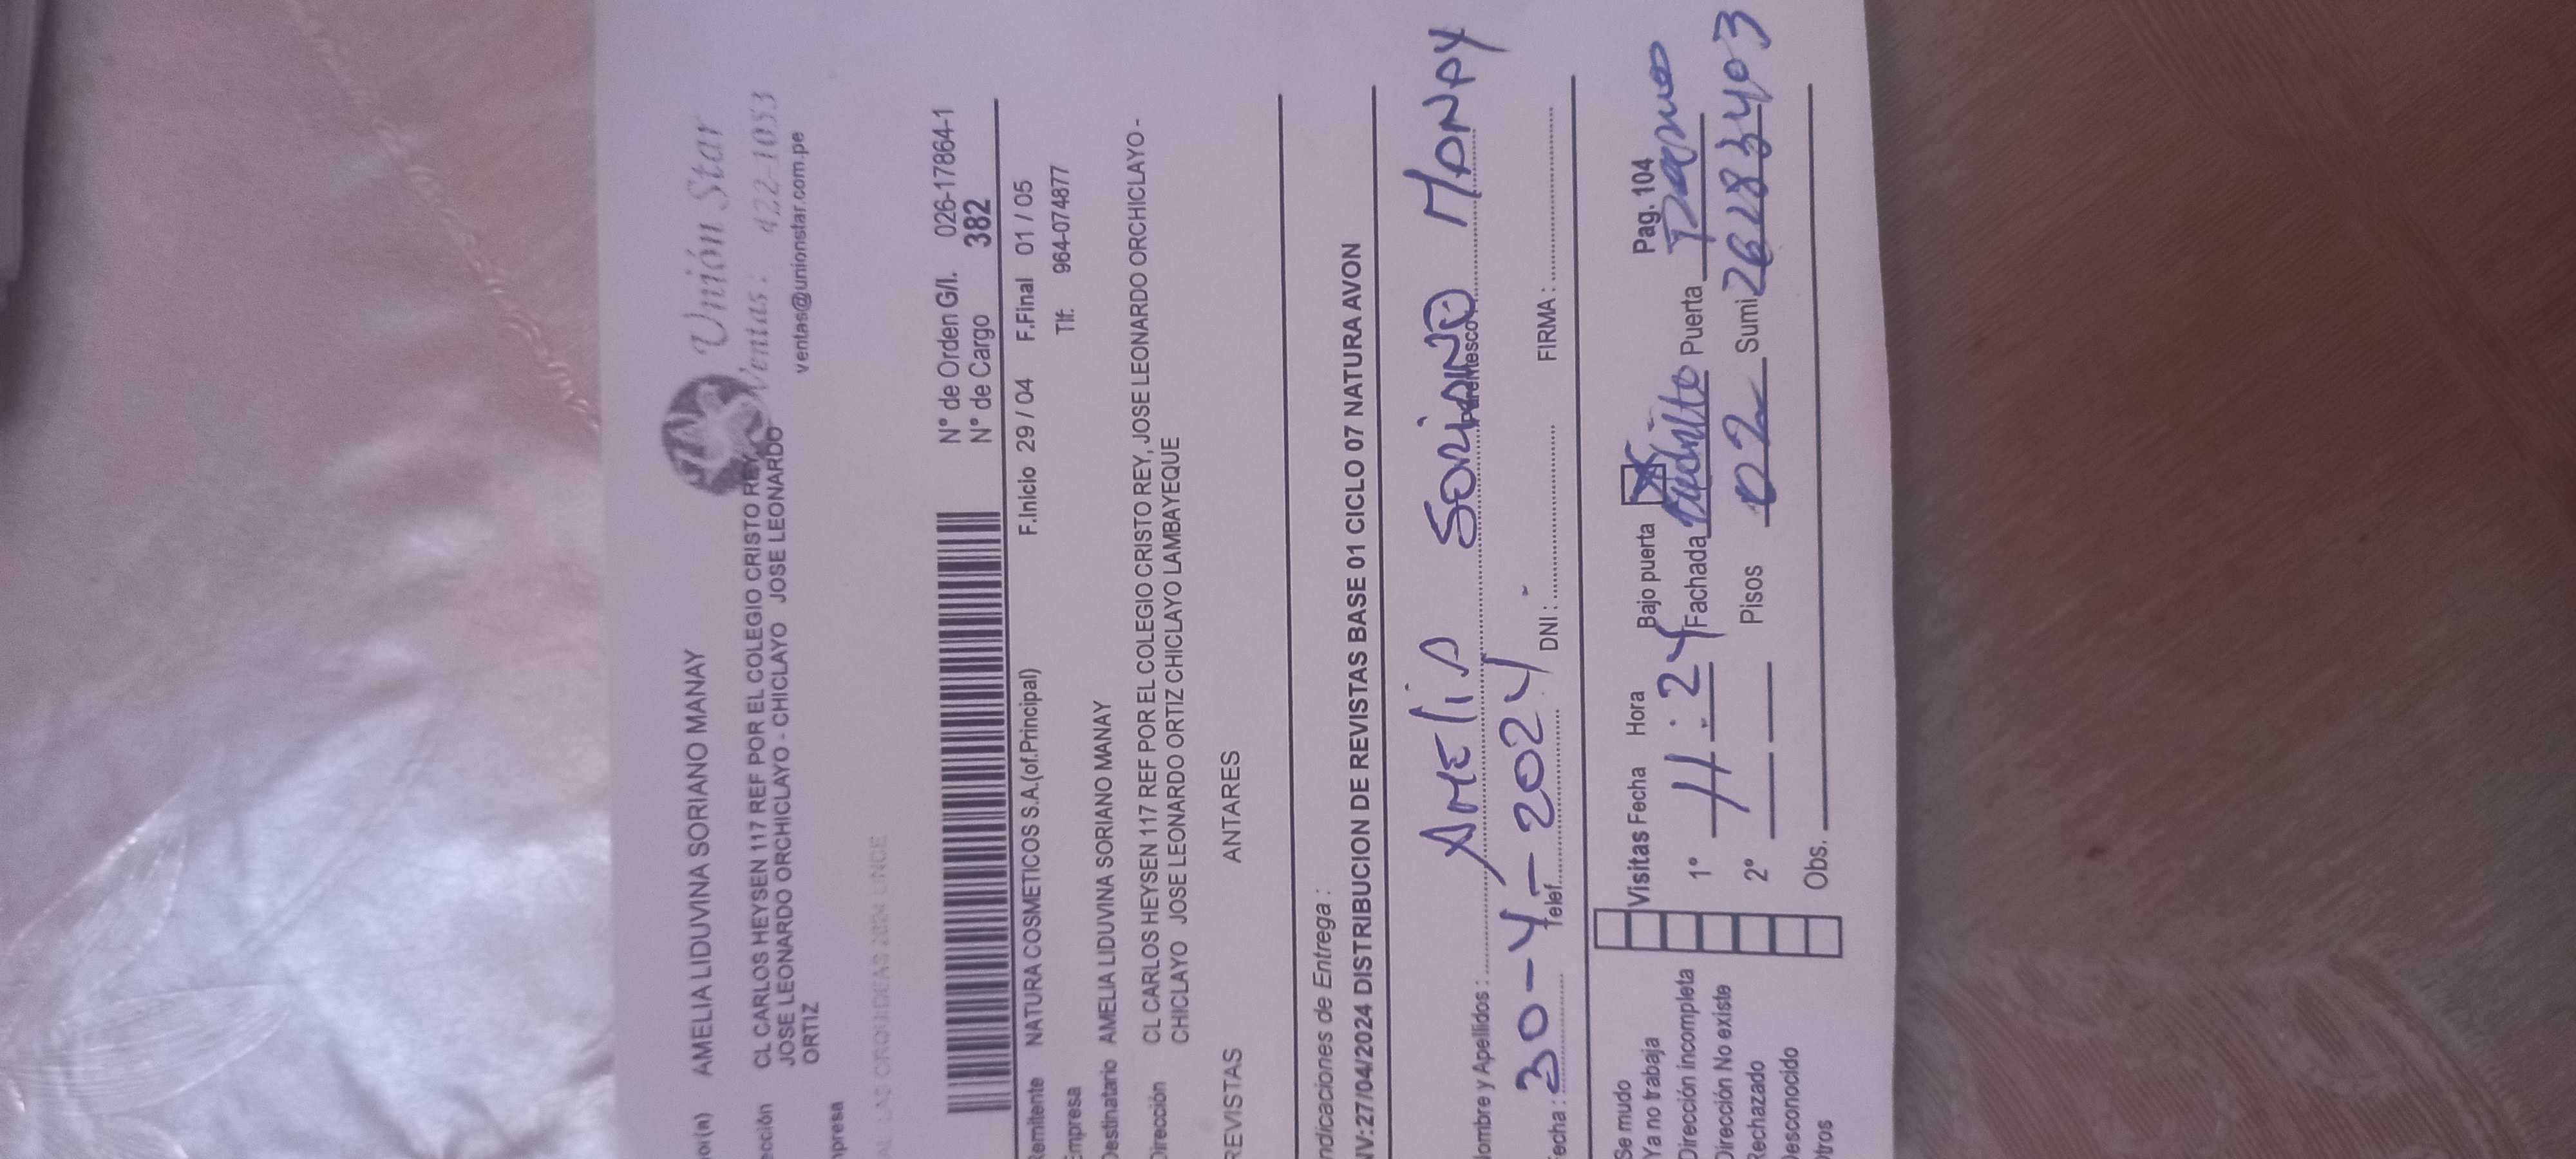 Unión Star
Ventas: 422-1053
ventas@unionstar.com.pe
or(a) AMELIA LIDUVINA SORIANO MANAY
ección CL CARLOS HEYSEN 117 REF POR EL COLEGIO CRISTO REY,
JOSE LEONARDO ORCHICLAYO - CHICLAYO JOSE LEONARDO
ORTIZ
presa
N° de Orden G/I. 026-17864-1
N° de Cargo 382
Remitente NATURA COSMETICOS S.A.(of.Principal) F.Inicio 29 / 04 F.Final 01 / 05
Empresa Tlf: 964-074877
Destinatario AMELIA LIDUVINA SORIANO MANAY
Dirección CL CARLOS HEYSEN 117 REF POR EL COLEGIO CRISTO REY, JOSE LEONARDO ORCHICLAYO -
CHICLAYO JOSE LEONARDO ORTIZ CHICLAYO LAMBAYEQUE
REVISTAS ANTARES
Indicaciones de Entrega :
NV:27/04/2024 DISTRIBUCION DE REVISTAS BASE 01 CICLO 07 NATURA AVON
Nombre y Apellidos : AMELIA SORIANO MANAY
Fecha : 30-4-2024 Telef. DNI : FIRMA :
Se mudo
Ya no trabaja Visitas Fecha Hora Bajo puerta Pag. 104
Dirección incompleta 1° 11:24 Fachada Puerta
Dirección No existe
Rechazado 2° Pisos 02 Sumi 26283403
Desconocido
Otros Obs.